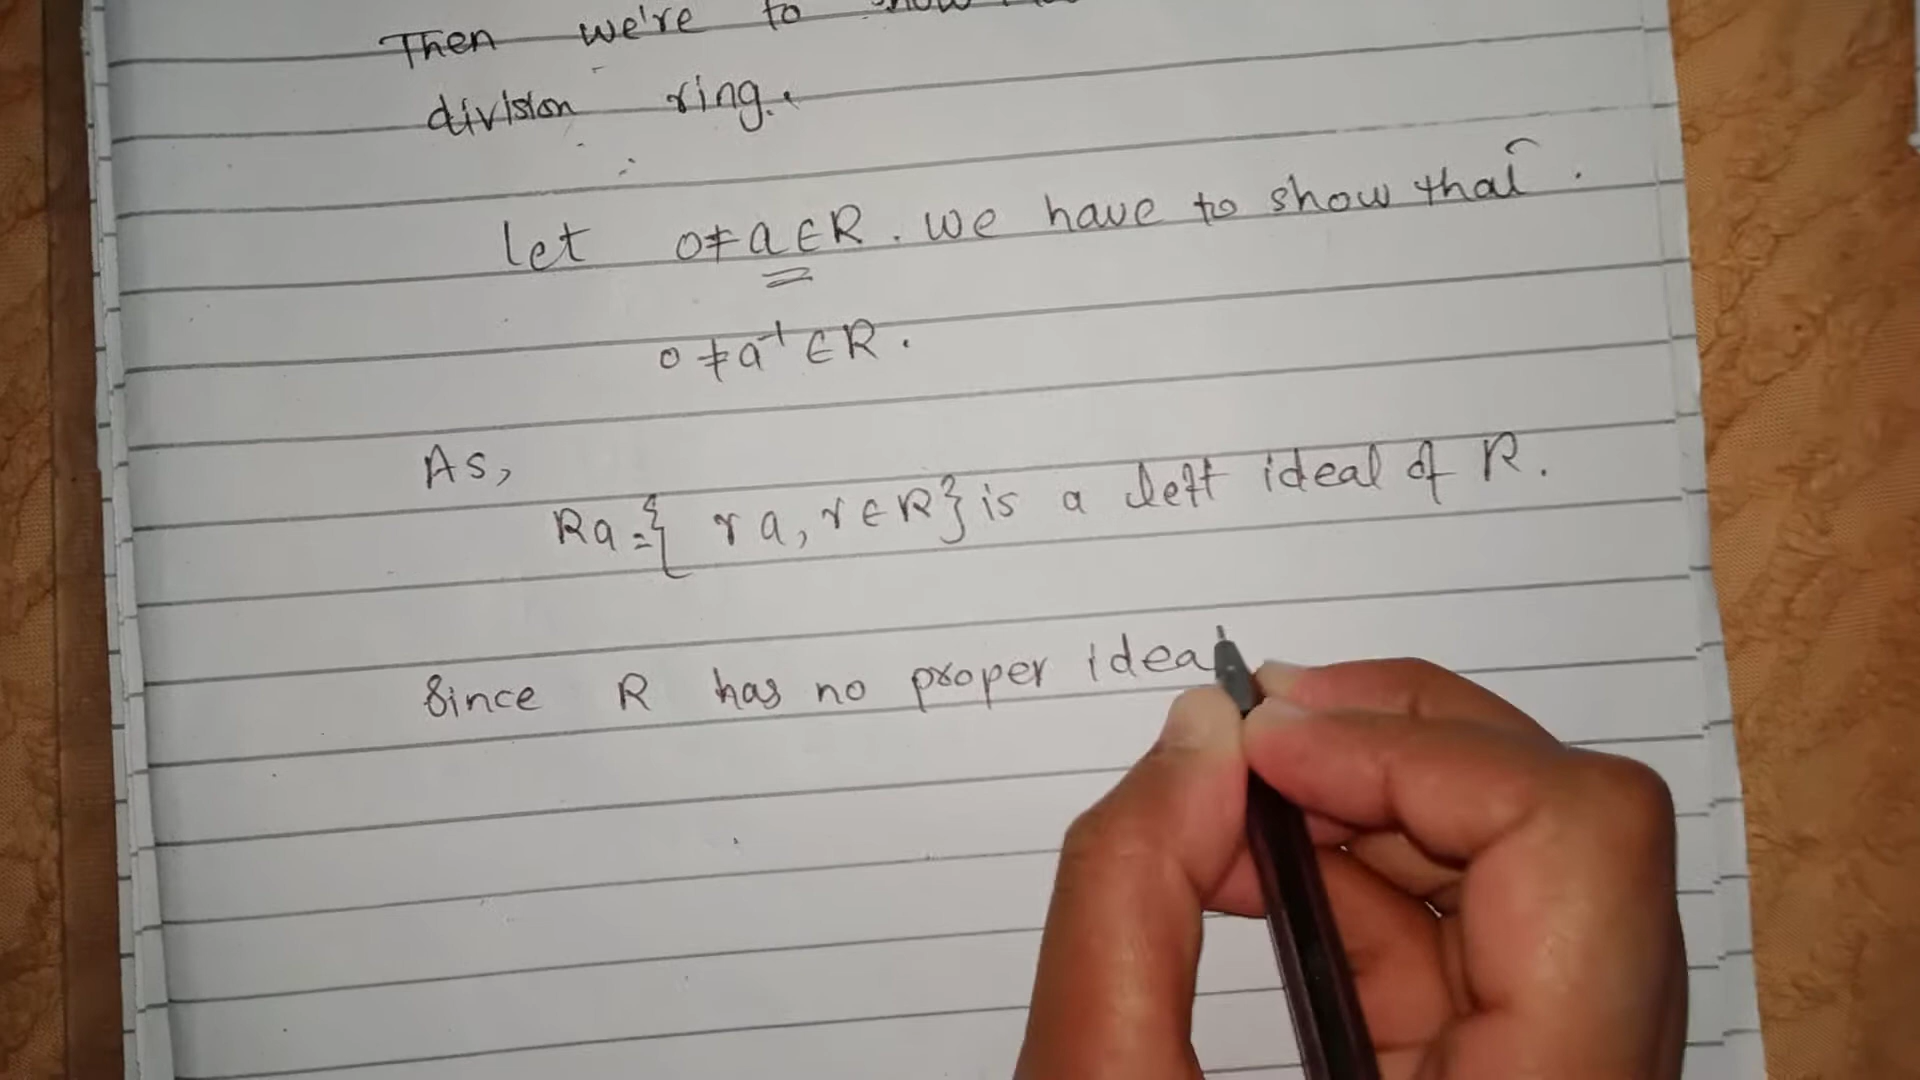 Then we're to show
division ring.
Let 0≠a∈R. We have to show that
0≠a⁻¹∈R.
As,
Ra={ra, r∈R} is a left ideal of R.
Since R has no proper idea